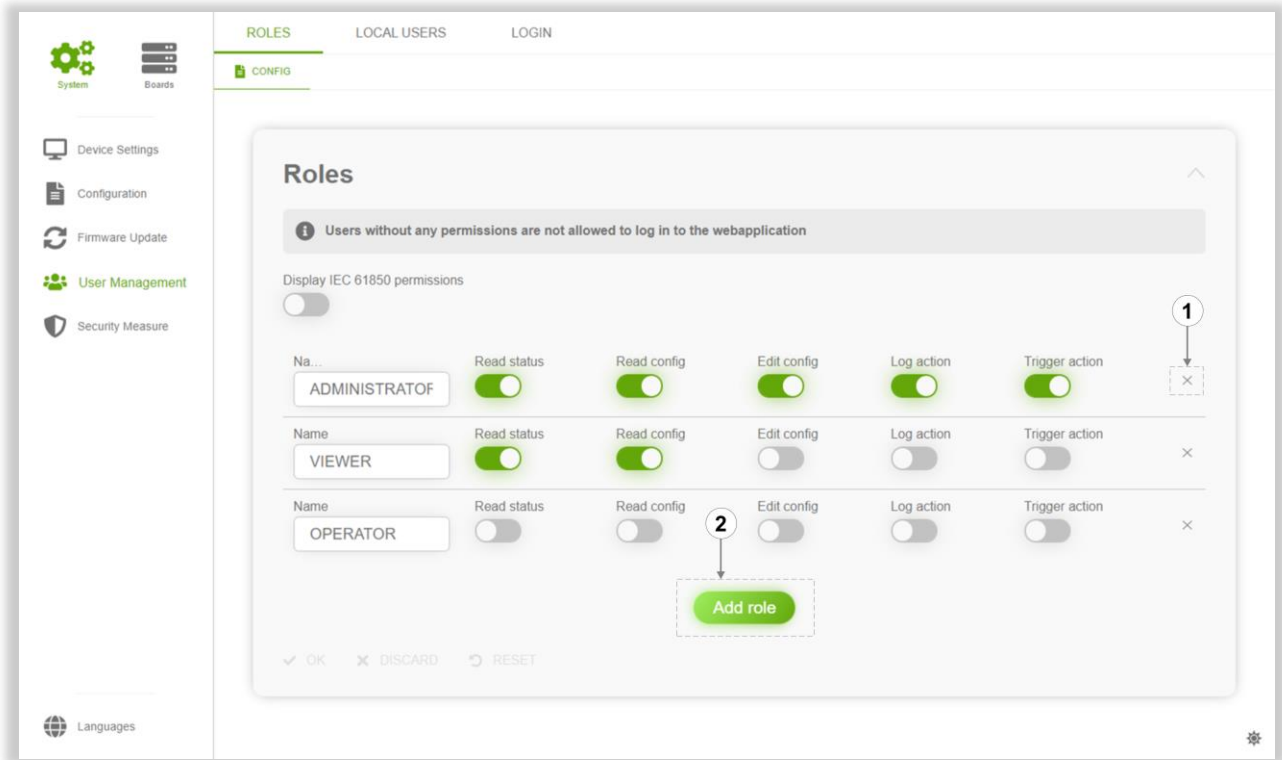 ROLES LOCAL USERS LOGIN
System Boards
CONFIG
Device Settings
Configuration
Firmware Update
User Management
Security Measure
Languages
Roles
Users without any permissions are not allowed to log in to the webapplication
Display IEC 61850 permissions
1
Na... Read status Read config Edit config Log action Trigger action
ADMINISTRATOR
Name Read status Read config Edit config Log action Trigger action
VIEWER
Name Read status Read config Edit config Log action Trigger action
OPERATOR
2
Add role
OK DISCARD RESET